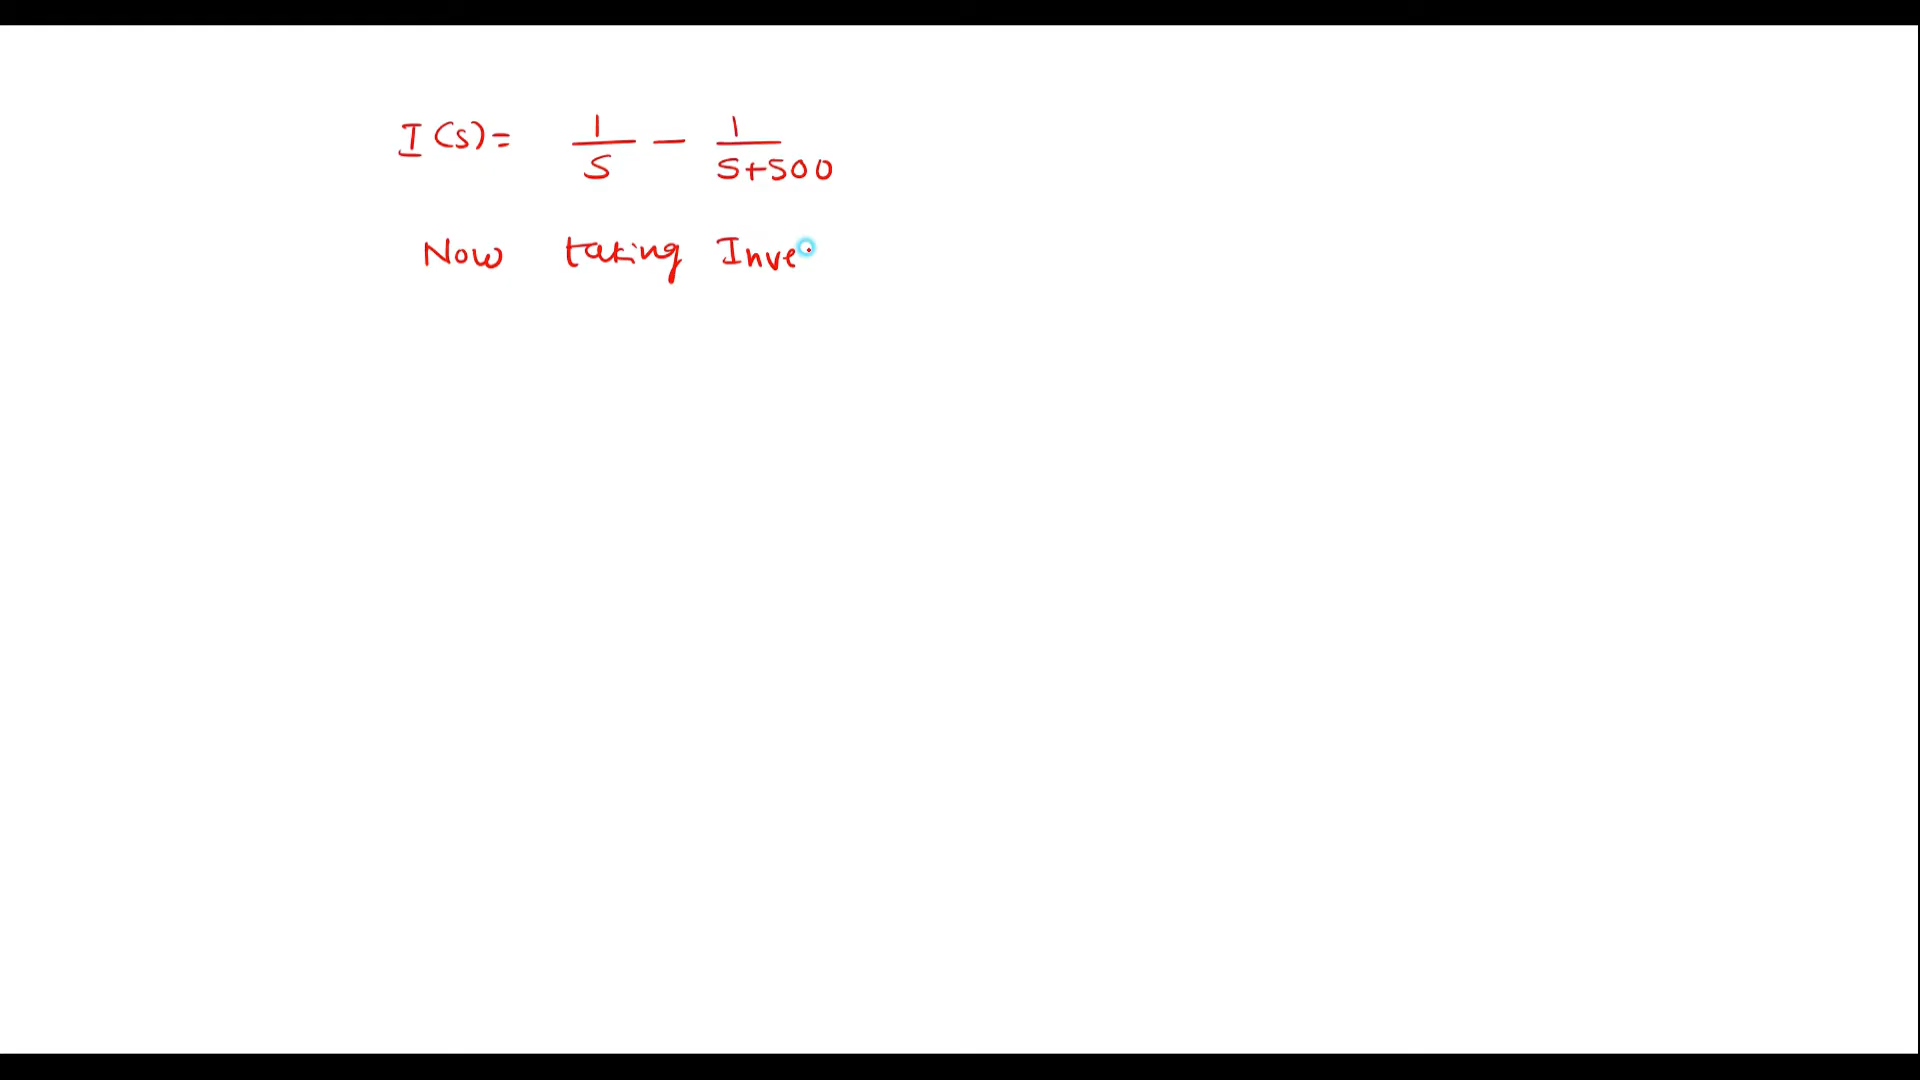 I(s) = 1/s - 1/s+500
Now taking Inve